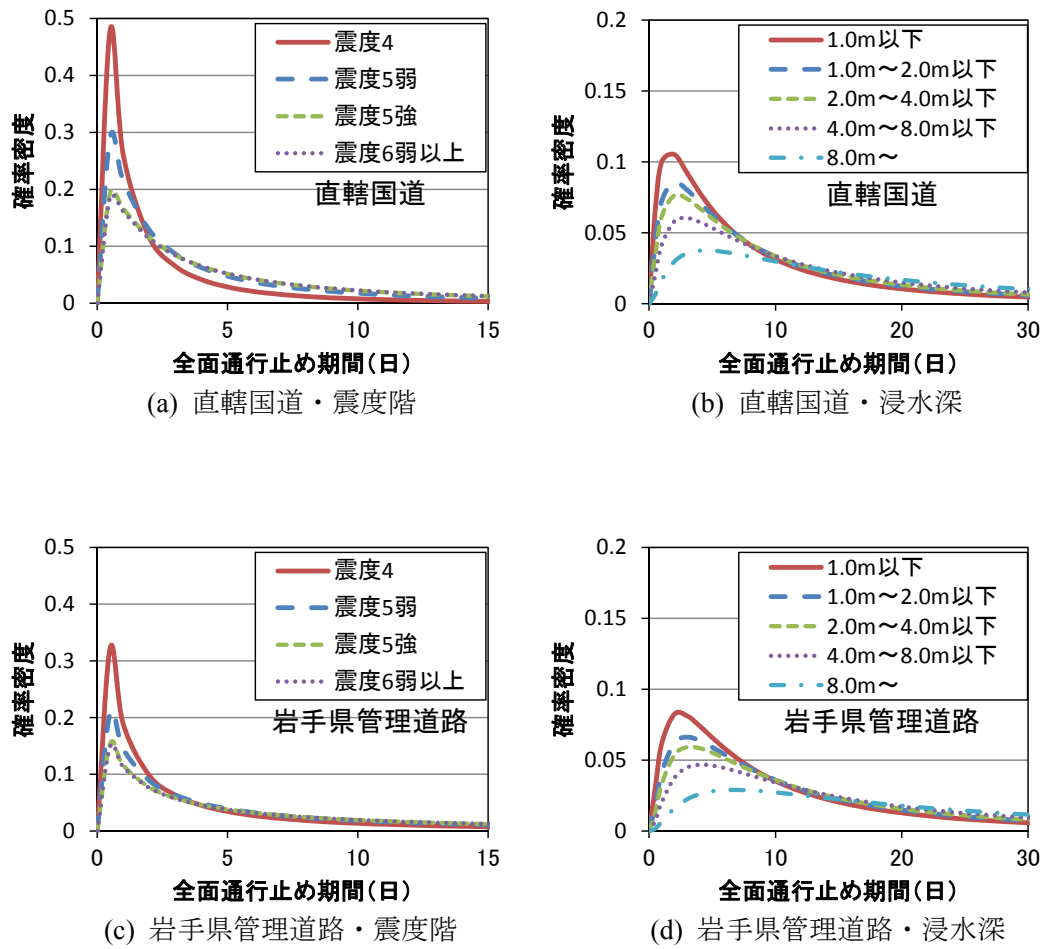 確率密度
0.5
0.4
0.3
0.2
0.1
0
震度4
震度5弱
震度5強
震度6弱以上
直轄国道
0 5 10 15
全面通行止め期間(日)
(a) 直轄国道・震度階
確率密度
0.2
0.15
0.1
0.05
0
1.0m以下
1.0m～2.0m以下
2.0m～4.0m以下
4.0m～8.0m以下
8.0m～
直轄国道
0 10 20 30
全面通行止め期間(日)
(b) 直轄国道・浸水深
確率密度
0.5
0.4
0.3
0.2
0.1
0
震度4
震度5弱
震度5強
震度6弱以上
岩手県管理道路
0 5 10 15
全面通行止め期間(日)
(c) 岩手県管理道路・震度階
確率密度
0.2
0.15
0.1
0.05
0
1.0m以下
1.0m～2.0m以下
2.0m～4.0m以下
4.0m～8.0m以下
8.0m～
岩手県管理道路
0 10 20 30
全面通行止め期間(日)
(d) 岩手県管理道路・浸水深